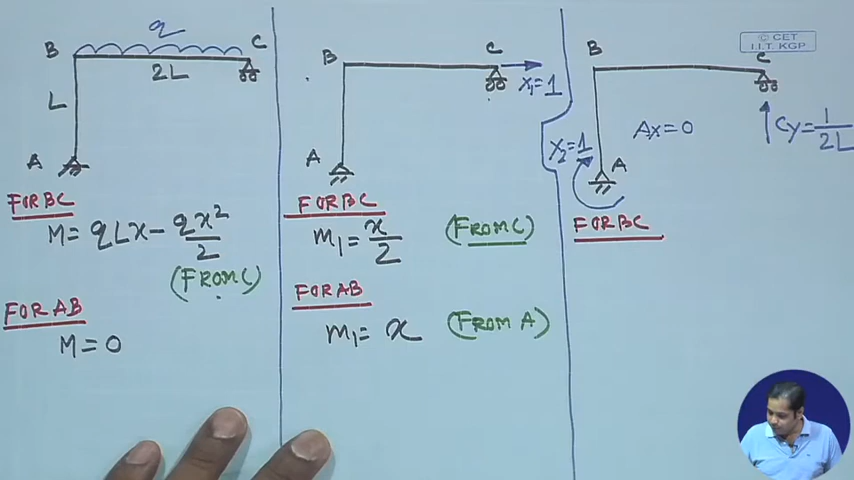 q
B
C
2L
L
A
FOR BC
M = qLx - qx²/2
(FROM C)
FOR AB
M = 0
B
C
X₁=1
A
FOR BC
m₁ = x/2
(FROM C)
FOR AB
m₁ = x
(FROM A)
© CET
I.I.T. KGP
B
C
Ax = 0
Cy = 1/2L
X₂=1
A
FOR BC